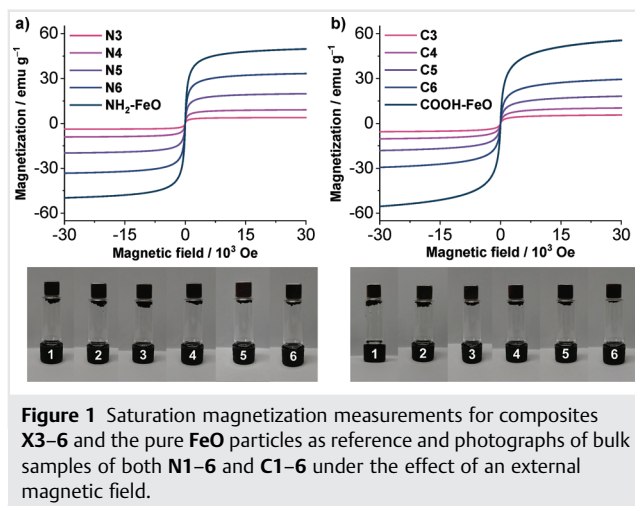 a)
N3
N4
N5
N6
NH₂-FeO
Magnetization / emu g⁻¹
60
30
0
-30
-60
-30 -15 0 15 30
Magnetic field / 10³ Oe
b)
C3
C4
C5
C6
COOH-FeO
Magnetization / emu g⁻¹
60
30
0
-30
-60
-30 -15 0 15 30
Magnetic field / 10³ Oe
1 2 3 4 5 6
1 2 3 4 5 6
Figure 1 Saturation magnetization measurements for composites
X3–6 and the pure FeO particles as reference and photographs of bulk
samples of both N1–6 and C1–6 under the effect of an external
magnetic field.